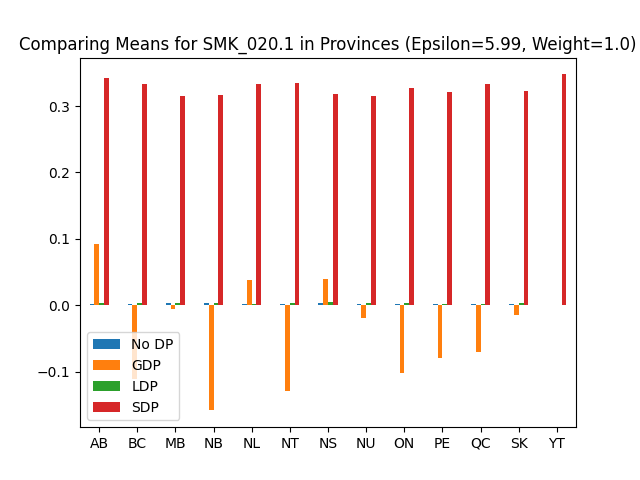 Comparing Means for SMK_020.1 in Provinces (Epsilon=5.99, Weight=1.0)
0.3
0.2
0.1
0.0
−0.1
No DP
GDP
LDP
SDP
AB BC MB NB NL NT NS NU ON PE QC SK YT